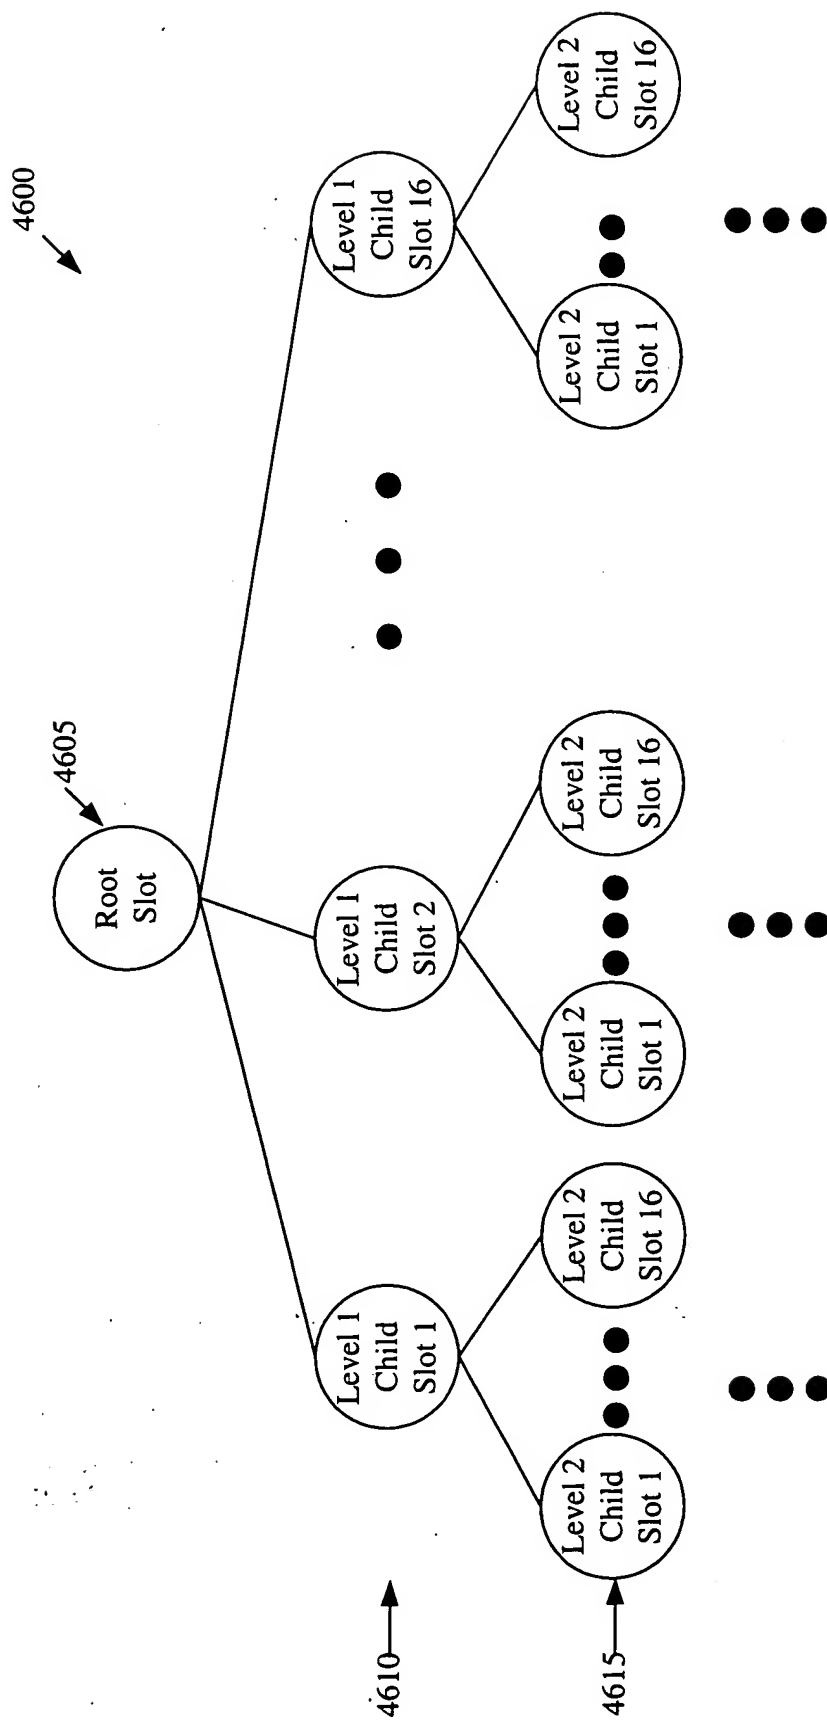 4600
4605
Root
Slot
4610
Level 1
Child
Slot 1
Level 1
Child
Slot 2
Level 1
Child
Slot 16
4615
Level 2
Child
Slot 1
Level 2
Child
Slot 16
Level 2
Child
Slot 1
Level 2
Child
Slot 16
Level 2
Child
Slot 1
Level 2
Child
Slot 16